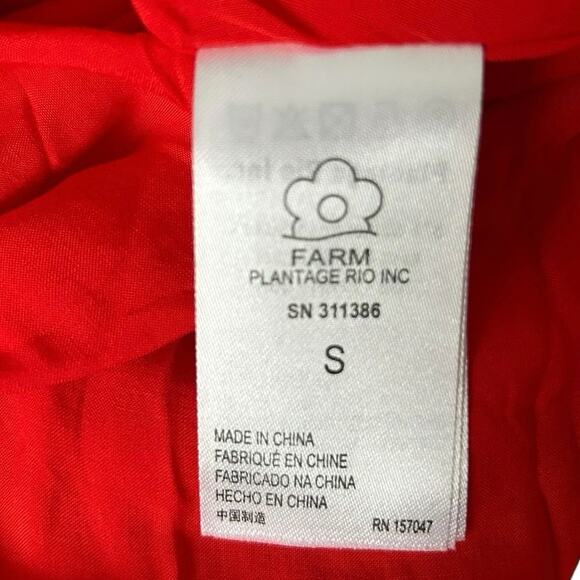 FARM
PLANTAGE RIO INC
SN 311386
S
MADE IN CHINA
FABRIQUÉ EN CHINE
FABRICADO NA CHINA
HECHO EN CHINA
中国制造
RN 157047